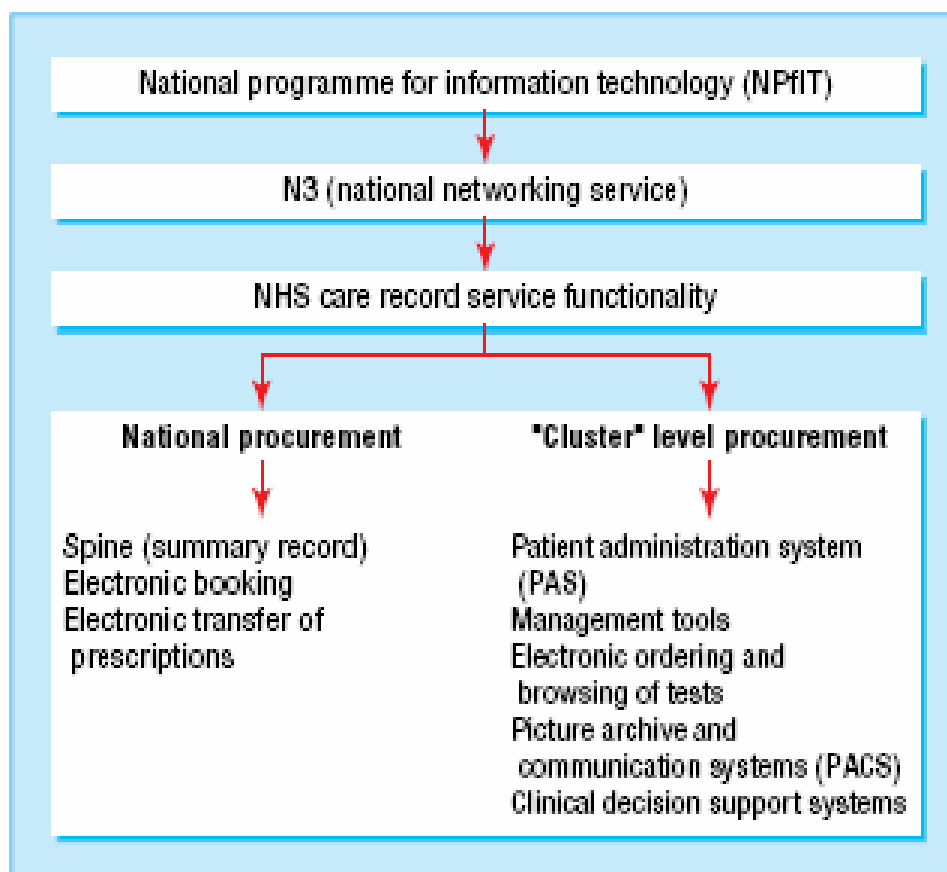 National programme for information technology (NPfIT)
N3 (national networking service)
NHS care record service functionality
National procurement
Spine (summary record)
Electronic booking
Electronic transfer of
prescriptions
"Cluster" level procurement
Patient administration system
(PAS)
Management tools
Electronic ordering and
browsing of tests
Picture archive and
communication systems (PACS)
Clinical decision support systems